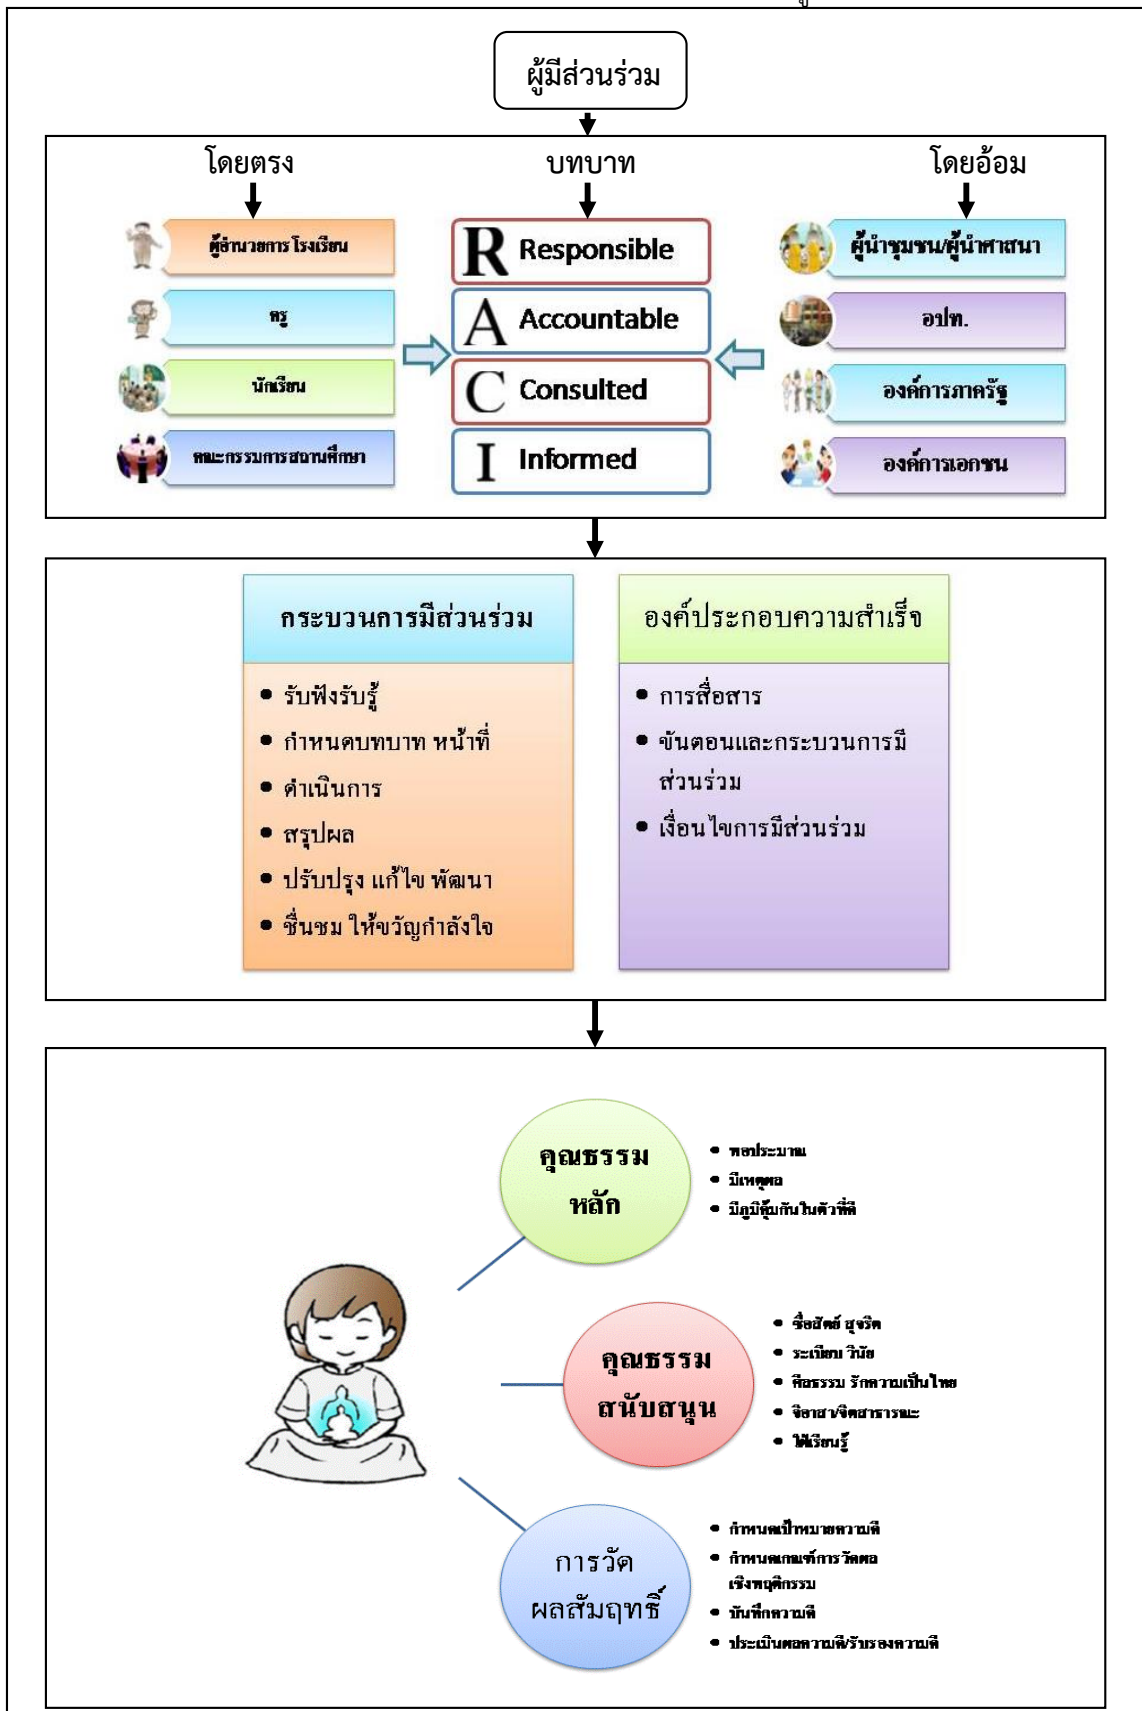 ผู้มีส่วนร่วม
โดยตรง
บทบาท
โดยอ้อม
ผู้อำนวยการโรงเรียน
ครู
นักเรียน
คณะกรรมการสถานศึกษา
R Responsible
A Accountable
C Consulted
I Informed
ผู้นำชุมชน/ผู้นำศาสนา
อปท.
องค์การภาครัฐ
องค์การเอกชน
กระบวนการมีส่วนร่วม
• รับฟังรับรู้
• กำหนดบทบาท หน้าที่
• ดำเนินการ
• สรุปผล
• ปรับปรุง แก้ไข พัฒนา
• ชื่นชม ให้ขวัญกำลังใจ
องค์ประกอบความสำเร็จ
• การสื่อสาร
• ขั้นตอนและกระบวนการมี
ส่วนร่วม
• เงื่อนไขการมีส่วนร่วม
คุณธรรม
หลัก
• พอประมาณ
• มีเหตุผล
• มีภูมิคุ้มกันในตัวที่ดี
คุณธรรม
สนับสนุน
• ซื่อสัตย์ สุจริต
• ระเบียบ วินัย
• ศีลธรรม รักความเป็นไทย
• จิอาสา/จิตสาธารณะ
• ใฝ่เรียนรู้
การวัด
ผลสัมฤทธิ์
• กำหนดเป้าหมายความดี
• กำหนดเกณฑ์การวัดผล
เชิงพฤติกรรม
• บันทึกความดี
• ประเมินผลความดี/รับรองความดี